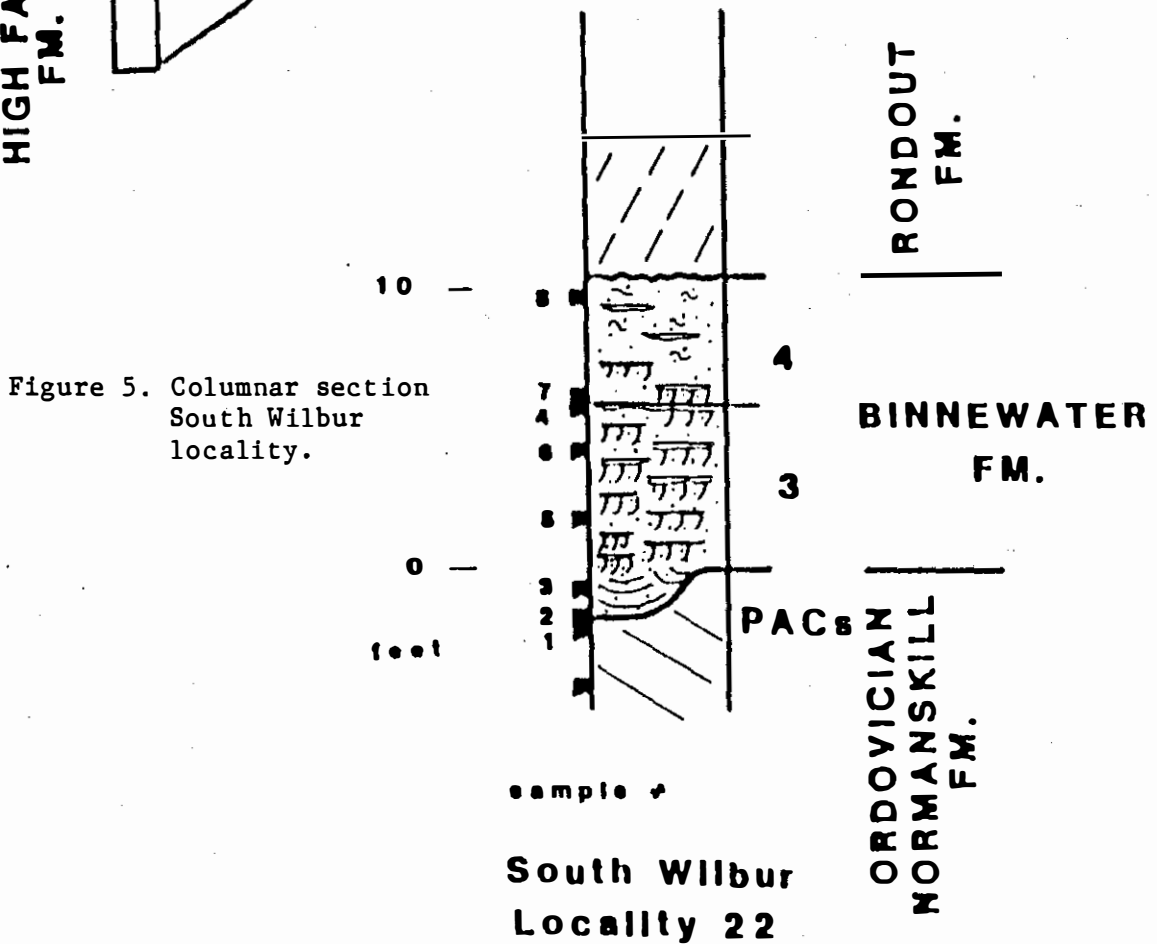 HIGH FA
FM.
RONDOUT
FM.
10
8
4
7
4
6
5
3
BINNEWATER
FM.
0
3
2
1
PACs
feet
Figure 5. Columnar section
South Wilbur
locality.
ORDOVICIAN
NORMANSKILL
FM.
sample #
South Wilbur
Locality 22